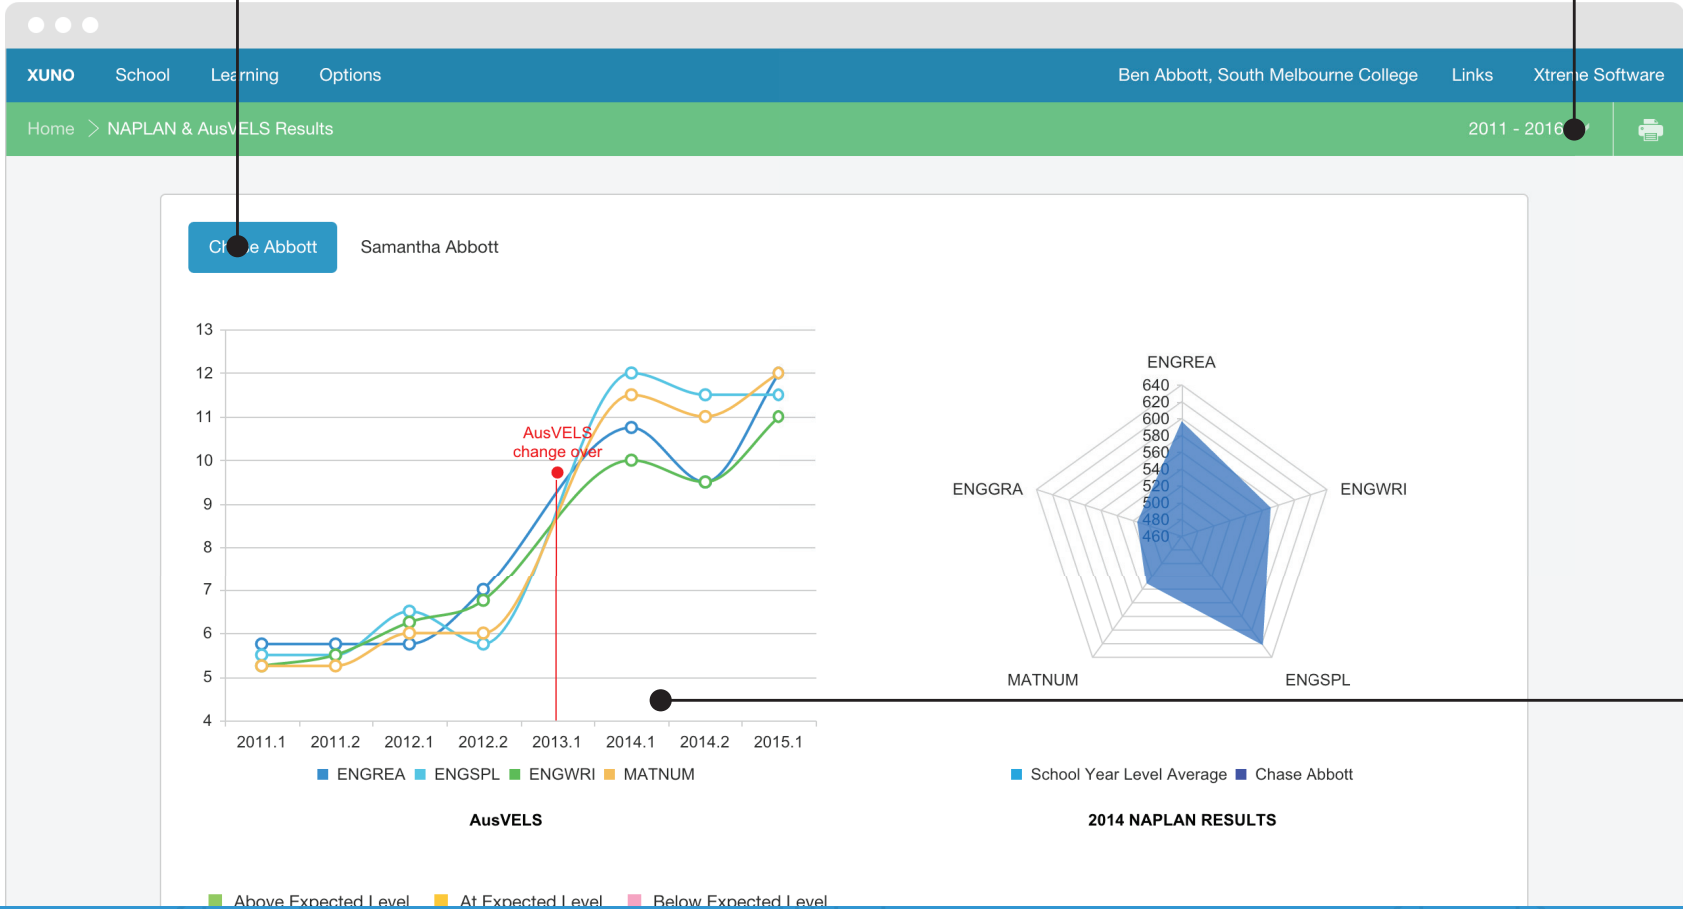 XUNO School Learning Options Ben Abbott, South Melbourne College Links Xtreme Software
Home NAPLAN & AusVELS Results 2011 - 2016
Chase Abbott Samantha Abbott
13
12
11
10
9
8
7
6
5
4
AusVELS
change over
2011.1 2011.2 2012.1 2012.2 2013.1 2014.1 2014.2 2015.1
ENGREA ENGSPL ENGWRI MATNUM
AusVELS
ENGREA
640
620
600
580
560
540
520
500
480
460
ENGGRA ENGWRI
MATNUM ENGSPL
School Year Level Average Chase Abbott
2014 NAPLAN RESULTS
Above Expected Level At Expected Level Below Expected Level